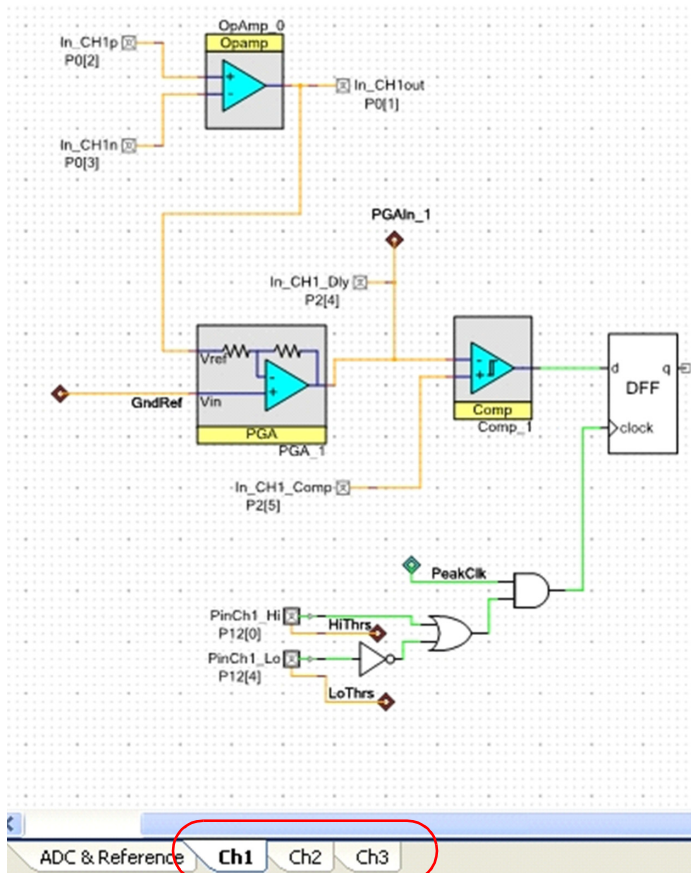 OpAmp_0
Opamp
In_CH1p
P0[2]
In_CH1out
P0[1]
In_CH1n
P0[3]
PGAIn_1
In_CH1_Dly
P2[4]
Vref
GndRef
Vin
PGA
PGA_1
Comp
Comp_1
d
q
DFF
clock
In_CH1_Comp
P2[5]
PeakClk
PinCh1_Hi
P12[0]
HiThrs
PinCh1_Lo
P12[4]
LoThrs
ADC & Reference Ch1 Ch2 Ch3